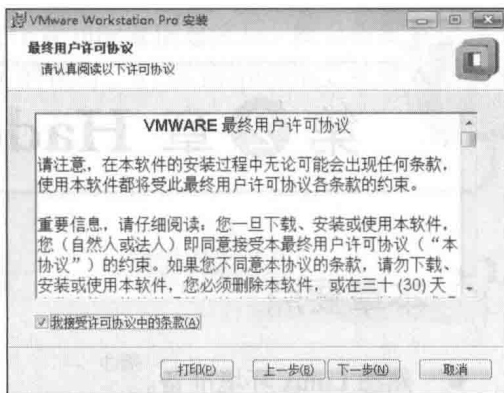 VMware Workstation Pro 安装
最终用户许可协议
请认真阅读以下许可协议
VMWARE 最终用户许可协议
请注意，在本软件的安装过程中无论可能会出现任何条款，
使用本软件都将受此最终用户许可协议各条款的约束。
重要信息，请仔细阅读：您一旦下载、安装或使用本软件，
您（自然人或法人）即同意接受本最终用户许可协议（“本
协议”）的约束。如果您不同意本协议的条款，请勿下载、
安装或使用本软件，您必须删除本软件，或在三十 (30) 天
我接受许可协议中的条款(A)
打印(P)
上一步(B)
下一步(N)
取消